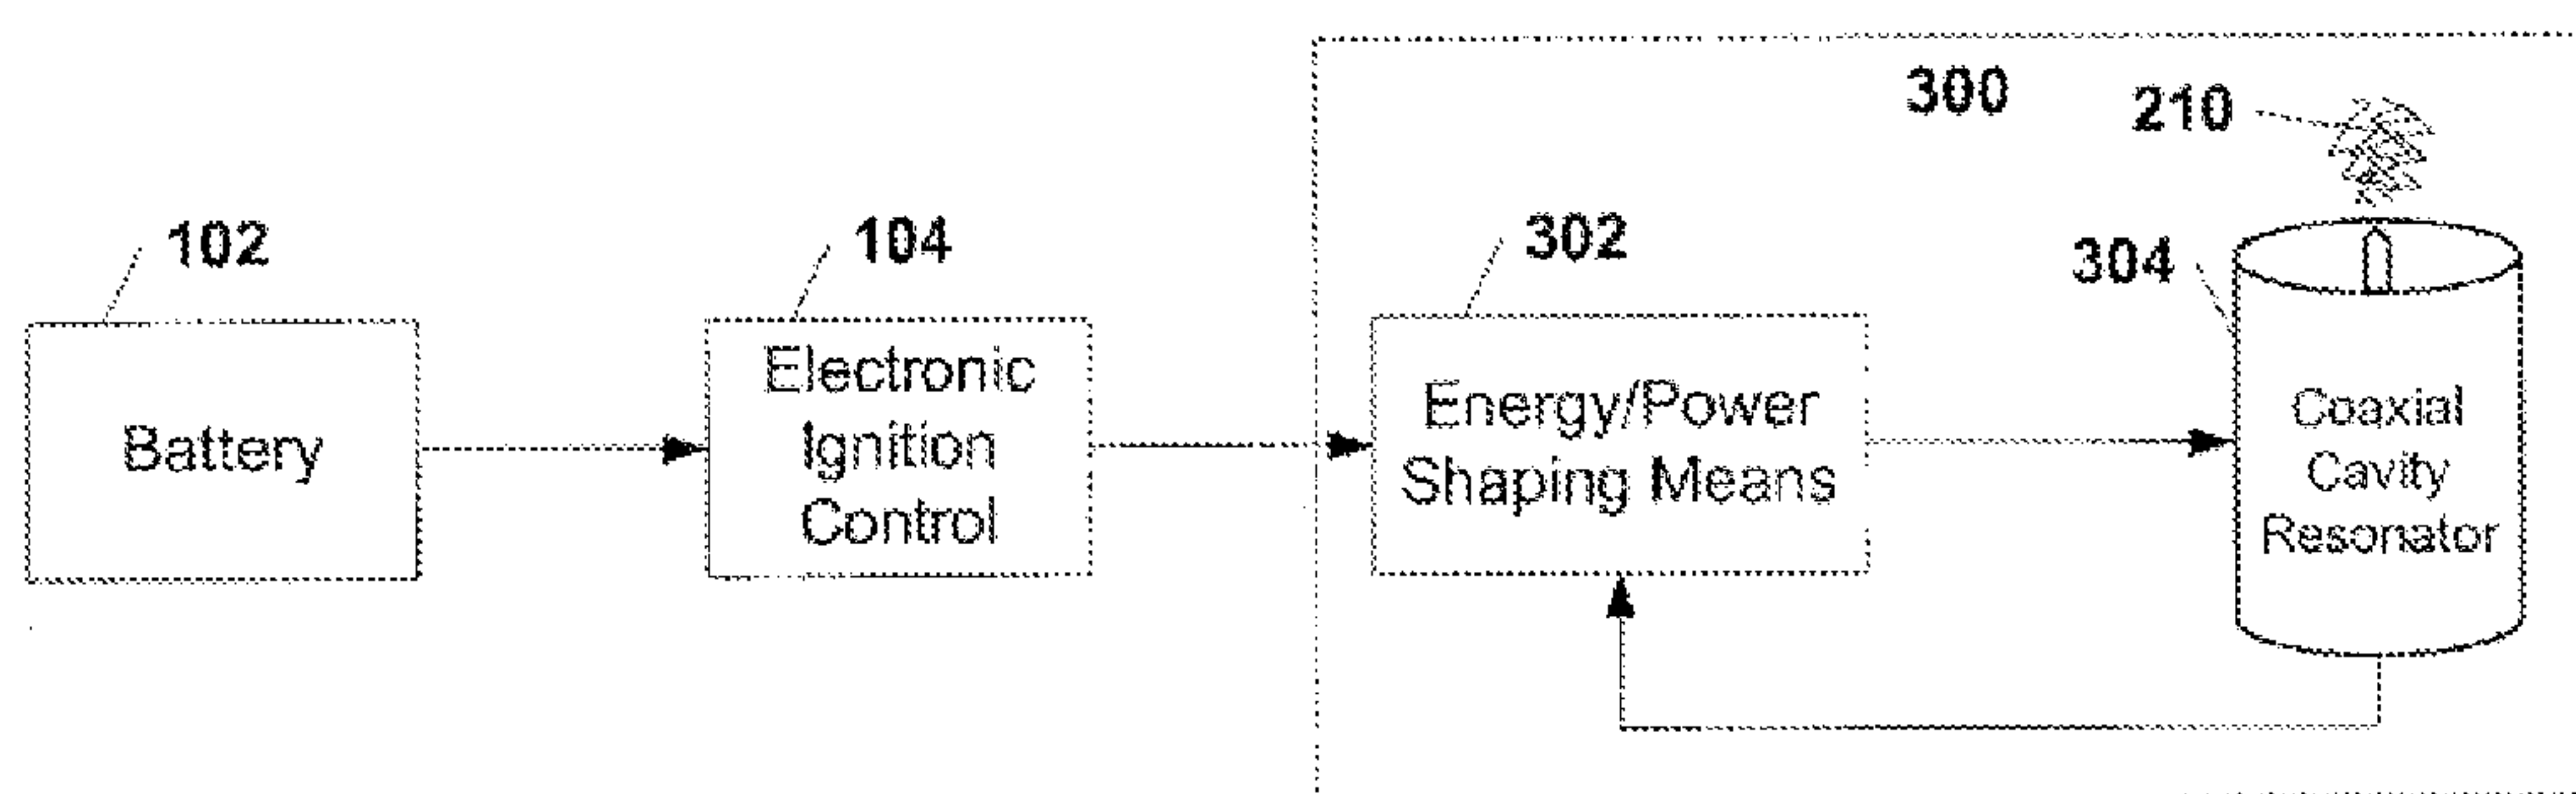 300
210
102
104
302
304
Battery
Electronic
Ignition
Control
Energy/Power
Shaping Means
Coaxial
Cavity
Resonator